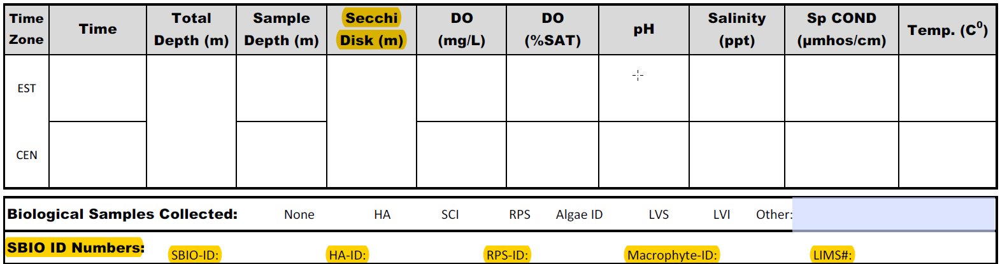 Time Zone Time Total Depth (m) Sample Depth (m) Secchi Disk (m) DO (mg/L) DO (%SAT) pH Salinity (ppt) Sp COND (µmhos/cm) Temp. (C⁰)
EST
CEN
Biological Samples Collected: None HA SCI RPS Algae ID LVS LVI Other:
SBIO ID Numbers: SBIO-ID: HA-ID: RPS-ID: Macrophyte-ID: LIMS#: